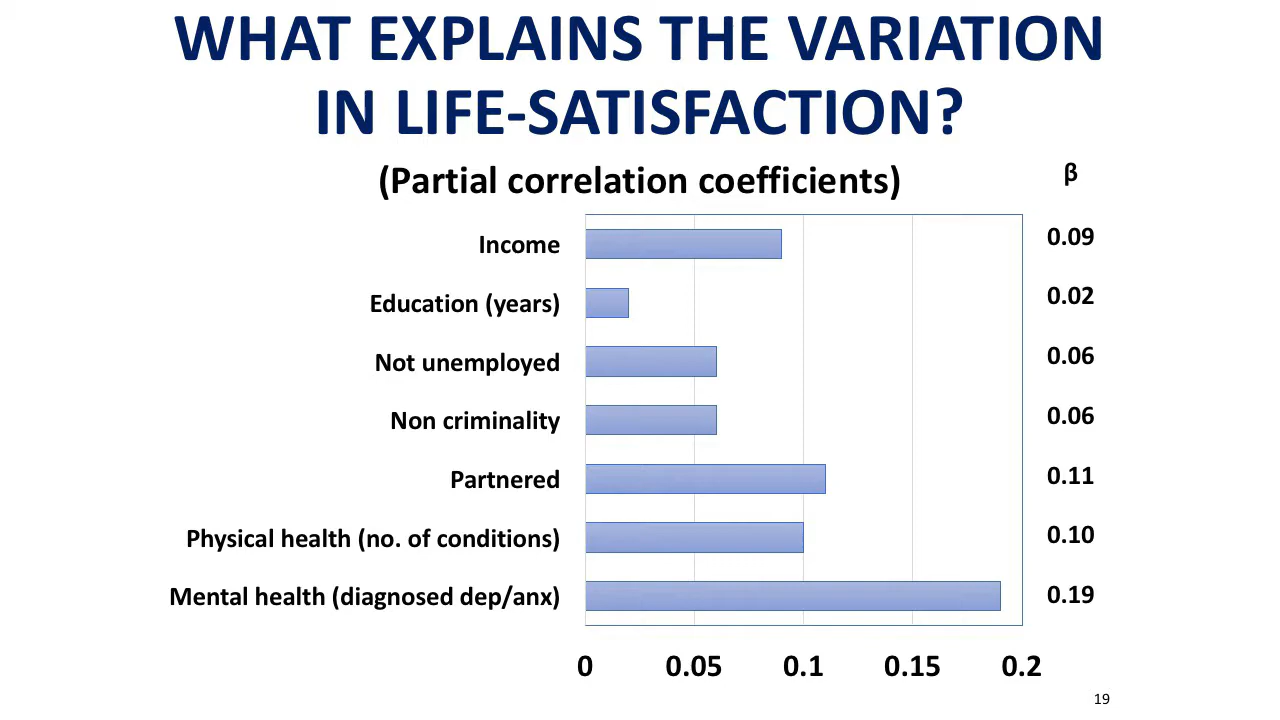 WHAT EXPLAINS THE VARIATION
IN LIFE-SATISFACTION?
(Partial correlation coefficients) β
Income 0.09
Education (years) 0.02
Not unemployed 0.06
Non criminality 0.06
Partnered 0.11
Physical health (no. of conditions) 0.10
Mental health (diagnosed dep/anx) 0.19
0 0.05 0.1 0.15 0.2
19